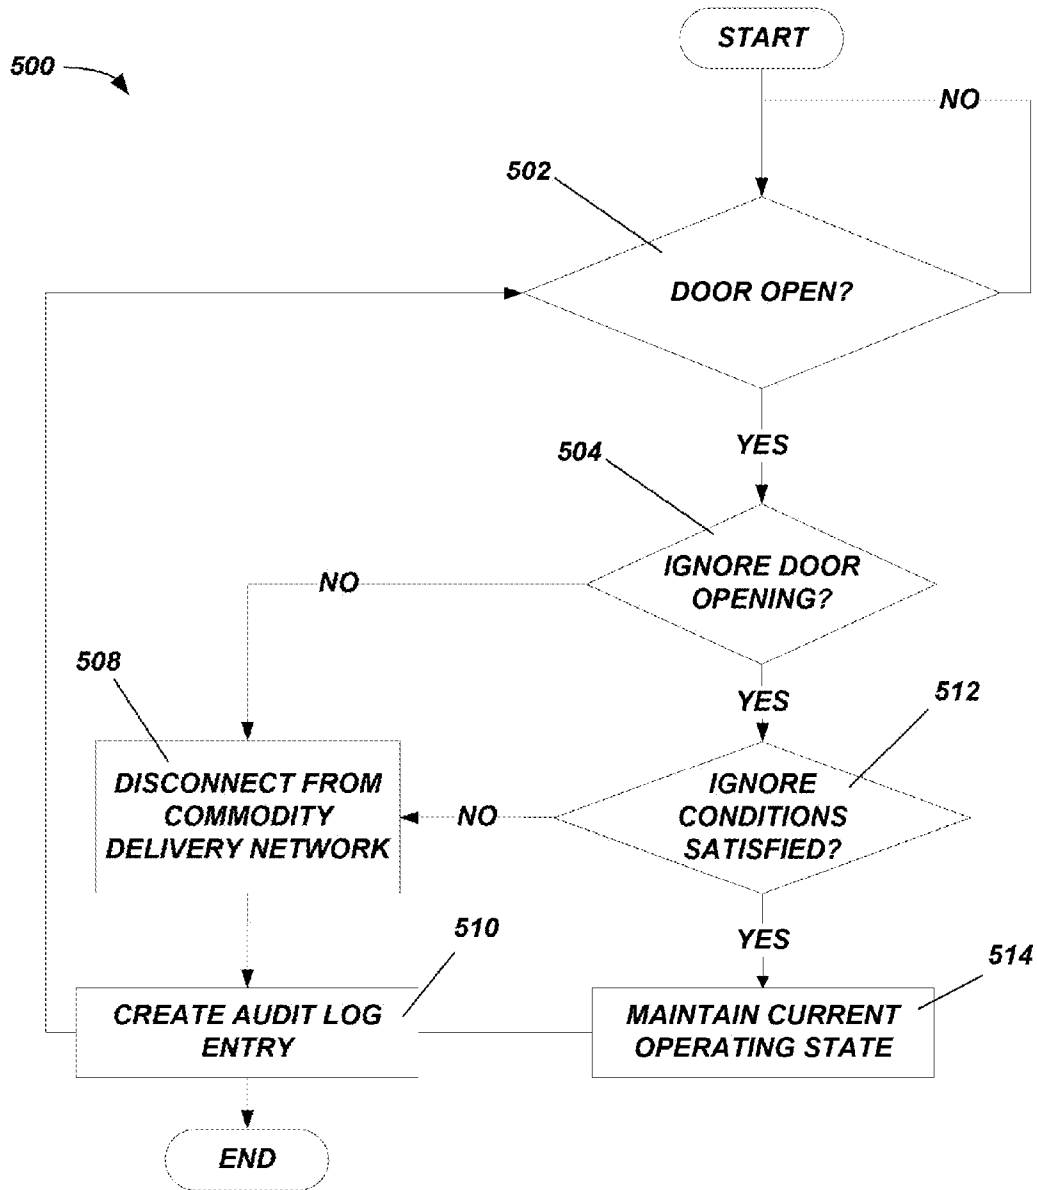 START
500
NO
502
DOOR OPEN?
YES
504
IGNORE DOOR
OPENING?
NO
508
YES
512
DISCONNECT FROM
COMMODITY
DELIVERY NETWORK
NO
IGNORE
CONDITIONS
SATISFIED?
510
YES
514
CREATE AUDIT LOG
ENTRY
MAINTAIN CURRENT
OPERATING STATE
END